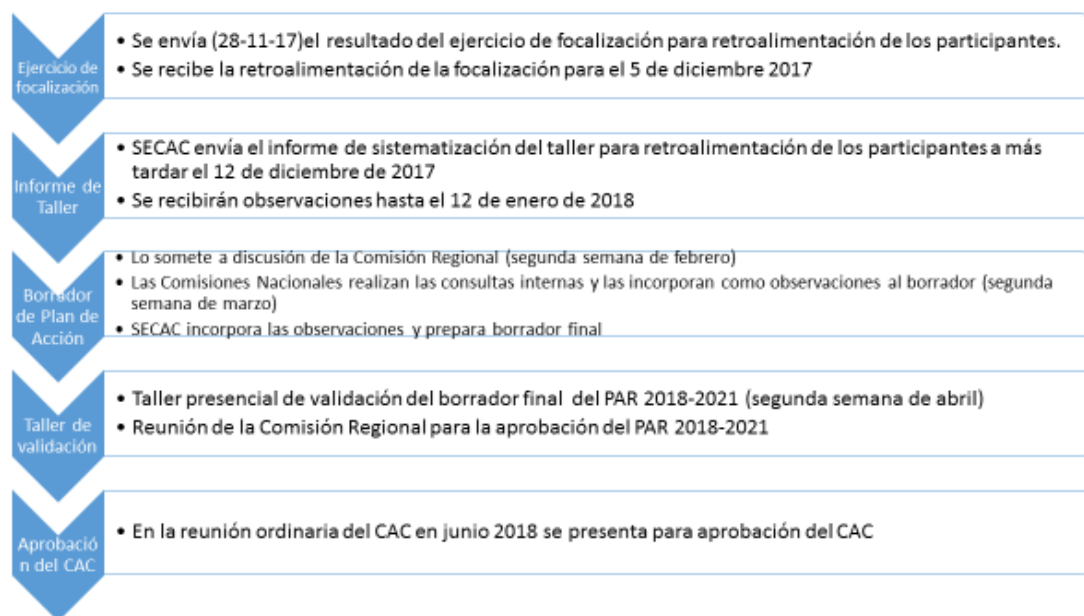 Ejercicio de
focalización
• Se envía (28-11-17)el resultado del ejercicio de focalización para retroalimentación de los participantes.
• Se recibe la retroalimentación de la focalización para el 5 de diciembre 2017
Informe de
Taller
• SECAC envía el informe de sistematización del taller para retroalimentación de los participantes a más
tardar el 12 de diciembre de 2017
• Se recibirán observaciones hasta el 12 de enero de 2018
Borrador
de Plan de
Acción
• Lo somete a discusión de la Comisión Regional (segunda semana de febrero)
• Las Comisiones Nacionales realizan las consultas internas y las incorporan como observaciones al borrador (segunda
semana de marzo)
• SECAC incorpora las observaciones y prepara borrador final
Taller de
validación
• Taller presencial de validación del borrador final del PAR 2018-2021 (segunda semana de abril)
• Reunión de la Comisión Regional para la aprobación del PAR 2018-2021
Aprobació
n del CAC
• En la reunión ordinaria del CAC en junio 2018 se presenta para aprobación del CAC